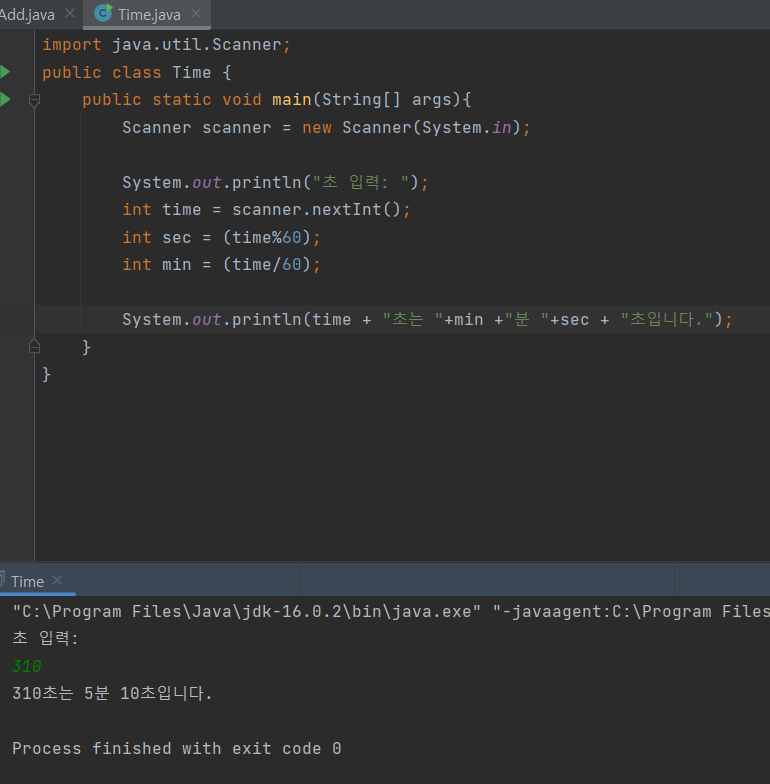 Add.java Time.java
import java.util.Scanner;
public class Time {
public static void main(String[] args){
Scanner scanner = new Scanner(System.in);
System.out.println("초 입력: ");
int time = scanner.nextInt();
int sec = (time%60);
int min = (time/60);
System.out.println(time + "초는 "+min +"분 "+sec + "초입니다.");
}
}
Time
"C:\Program Files\Java\jdk-16.0.2\bin\java.exe" "-javaagent:C:\Program Files
초 입력:
310
310초는 5분 10초입니다.
Process finished with exit code 0